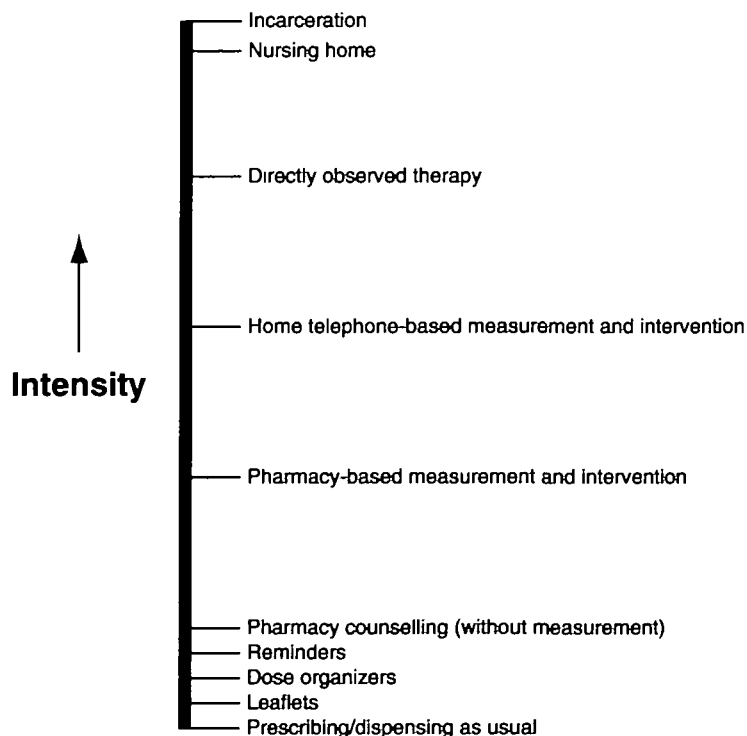 Incarceration
Nursing home
Directly observed therapy
Home telephone-based measurement and intervention
Intensity
Pharmacy-based measurement and intervention
Pharmacy counselling (without measurement)
Reminders
Dose organizers
Leaflets
Prescribing/dispensing as usual